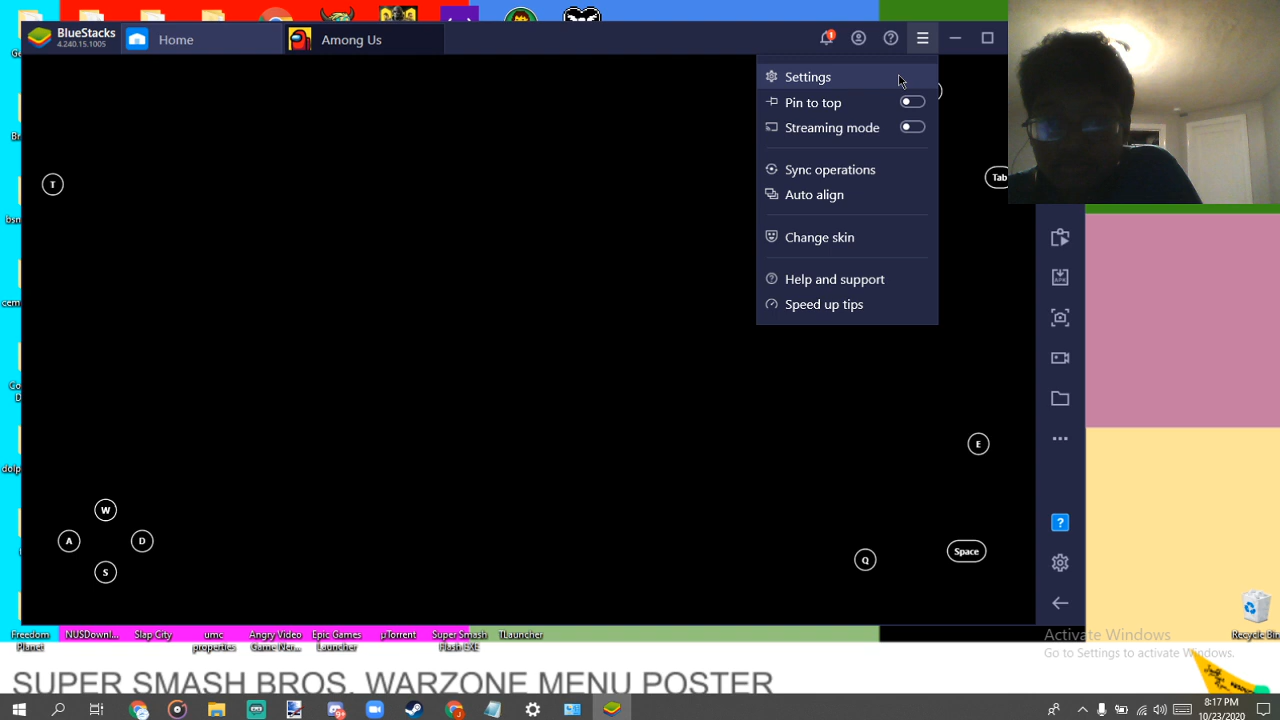 BlueStacks
4.240.15.1005
Home
Among Us
1
Settings
Pin to top
Streaming mode
Sync operations
Auto align
Change skin
Help and support
Speed up tips
T
Tab
W
A
D
S
E
Q
Space
APK
?
Freedom Planet
NUSDownl...
Slap City
umc properties
Angry Video Game Ner...
Epic Games Launcher
µTorrent
Super Smash Flash EXE
TLauncher
Recycle Bin
Activate Windows
Go to Settings to activate Windows.
SUPER SMASH BROS. WARZONE MENU POSTER
8:17 PM
10/23/2020